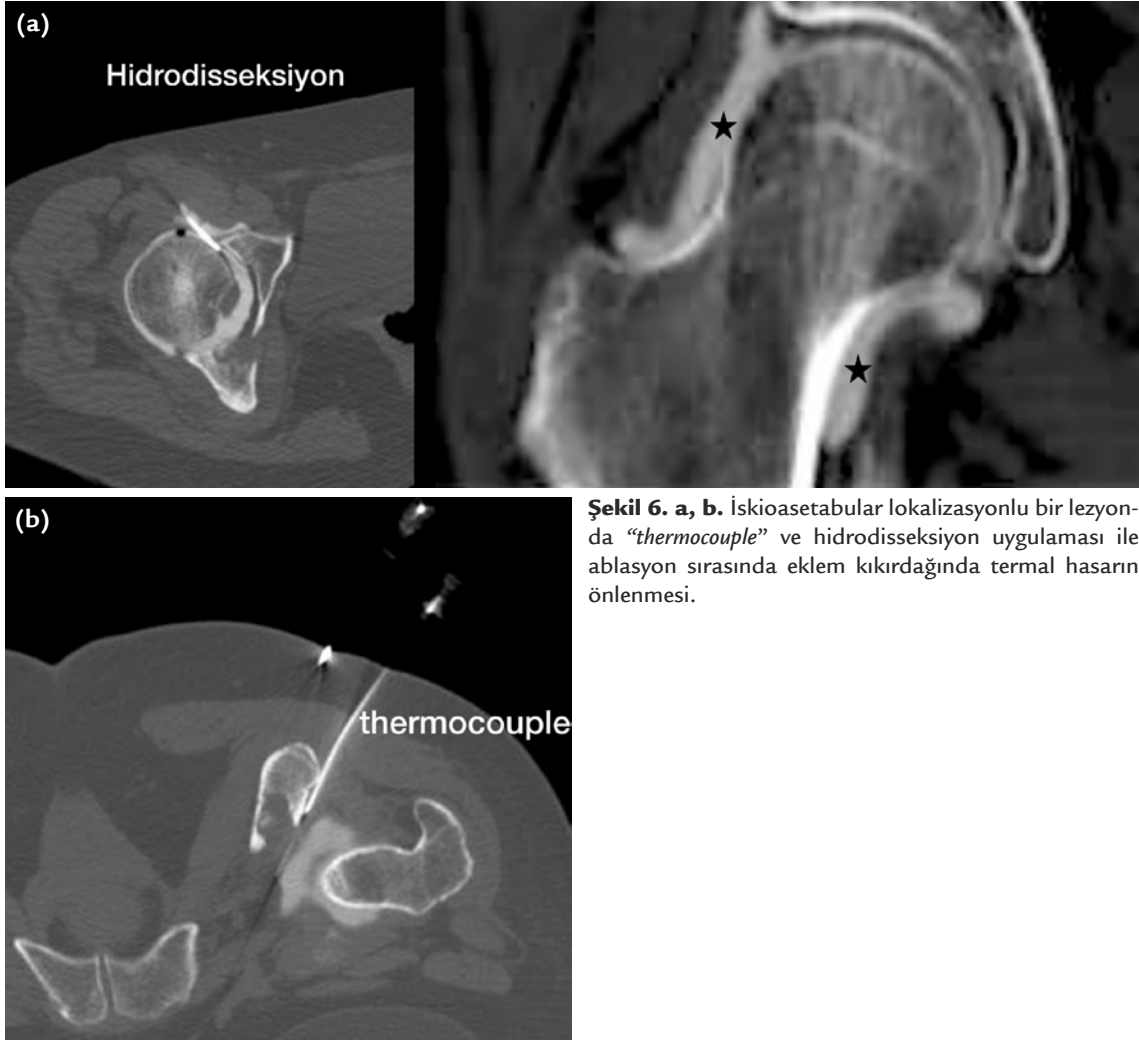 (a)
Hidrodisseksiyon
★
★
(b)
thermocouple
Şekil 6. a, b. İskioasetabular lokalizasyonlu bir lezyon-
da “thermocouple” ve hidrodisseksiyon uygulaması ile
ablasyon sırasında eklem kıkırdağında termal hasarın
önlenmesi.